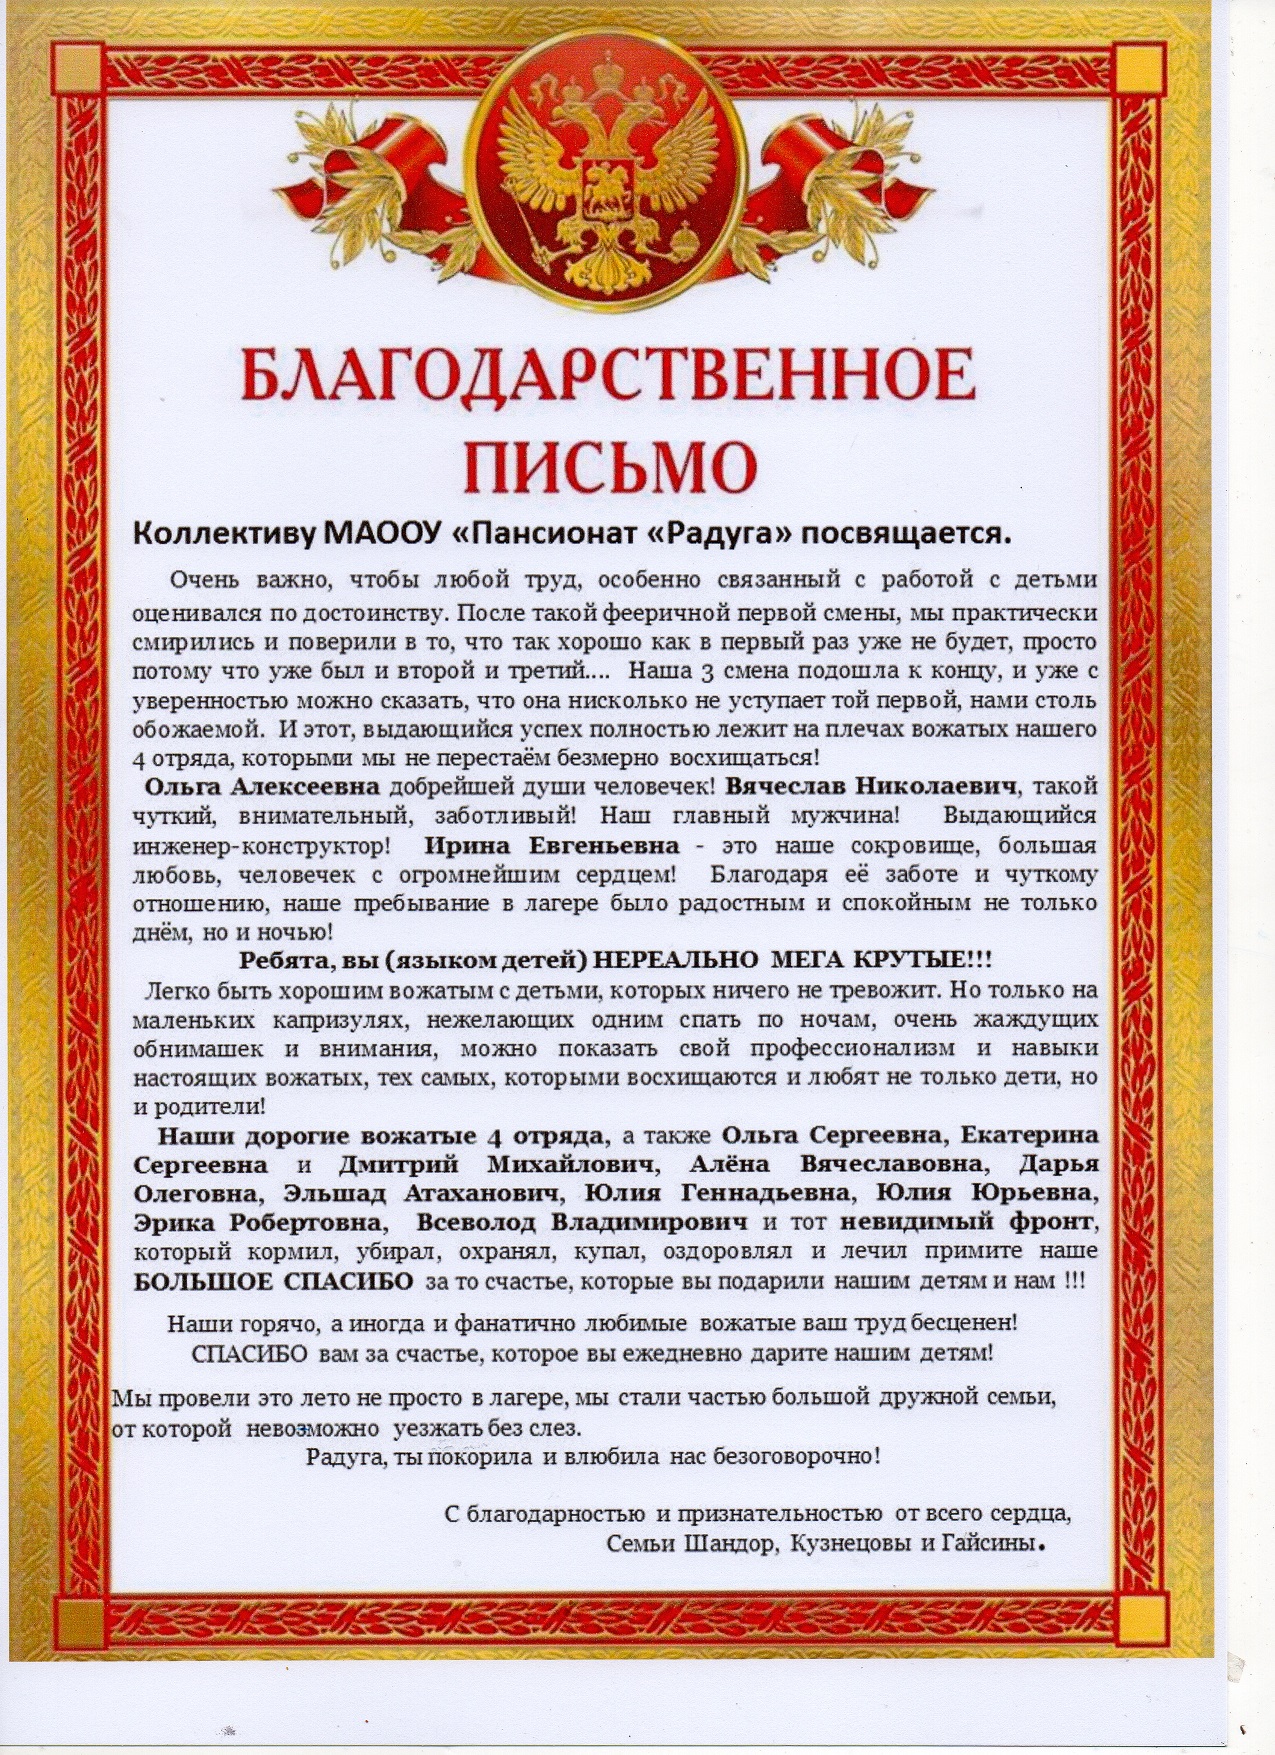 БЛАГОДАРСТВЕННОЕ
ПИСЬМО
Коллективу МАООУ «Пансионат «Радуга» посвящается.
Очень важно, чтобы любой труд, особенно связанный с работой с детьми
оценивался по достоинству. После такой фееричной первой смены, мы практически
смирились и поверили в то, что так хорошо как в первый раз уже не будет, просто
потому что уже был и второй и третий.... Наша 3 смена подошла к концу, и уже с
уверенностью можно сказать, что она нисколько не уступает той первой, нами столь
обожаемой. И этот, выдающийся успех полностью лежит на плечах вожатых нашего
4 отряда, которыми мы не перестаём безмерно восхищаться!
Ольга Алексеевна добрейшей души человечек! Вячеслав Николаевич, такой
чуткий, внимательный, заботливый! Наш главный мужчина! Выдающийся
инженер-конструктор! Ирина Евгеньевна - это наше сокровище, большая
любовь, человечек с огромнейшим сердцем! Благодаря её заботе и чуткому
отношению, наше пребывание в лагере было радостным и спокойным не только
днём, но и ночью!
Ребята, вы (языком детей) НЕРЕАЛЬНО МЕГА КРУТЫЕ!!!
Легко быть хорошим вожатым с детьми, которых ничего не тревожит. Но только на
маленьких капризулях, нежелающих одним спать по ночам, очень жаждущих
обнимашек и внимания, можно показать свой профессионализм и навыки
настоящих вожатых, тех самых, которыми восхищаются и любят не только дети, но
и родители!
Наши дорогие вожатые 4 отряда, а также Ольга Сергеевна, Екатерина
Сергеевна и Дмитрий Михайлович, Алёна Вячеславовна, Дарья
Олеговна, Эльшад Атаханович, Юлия Геннадьевна, Юлия Юрьевна,
Эрика Робертовна, Всеволод Владимирович и тот невидимый фронт,
который кормил, убирал, охранял, купал, оздоровлял и лечил примите наше
БОЛЬШОЕ СПАСИБО за то счастье, которые вы подарили нашим детям и нам !!!
Наши горячо, а иногда и фанатично любимые вожатые ваш труд бесценен!
СПАСИБО вам за счастье, которое вы ежедневно дарите нашим детям!
Мы провели это лето не просто в лагере, мы стали частью большой дружной семьи,
от которой невозможно уезжать без слез.
Радуга, ты покорила и влюбила нас безоговорочно!
С благодарностью и признательностью от всего сердца,
Семьи Шандор, Кузнецовы и Гайсины.